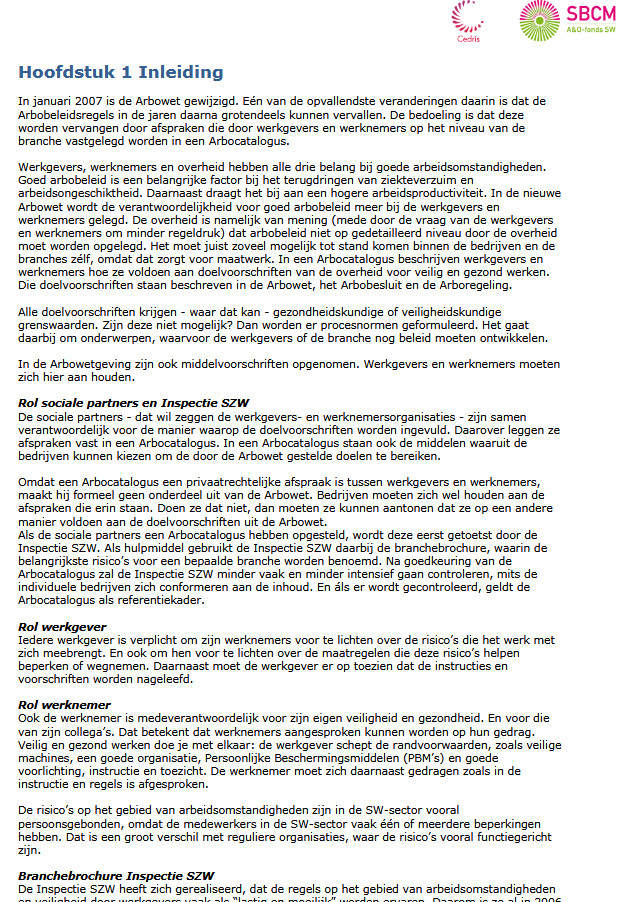 Cedris
SBCM
A&O-fonds SW
Hoofdstuk 1 Inleiding
In januari 2007 is de Arbowet gewijzigd. Eén van de opvallendste veranderingen daarin is dat de
Arbobeleidsregels in de jaren daarna grotendeels kunnen vervallen. De bedoeling is dat deze
worden vervangen door afspraken die door werkgevers en werknemers op het niveau van de
branche vastgelegd worden in een Arbocatalogus.
Werkgevers, werknemers en overheid hebben alle drie belang bij goede arbeidsomstandigheden.
Goed arbobeleid is een belangrijke factor bij het terugdringen van ziekteverzuim en
arbeidsongeschiktheid. Daarnaast draagt het bij aan een hogere arbeidsproductiviteit. In de nieuwe
Arbowet wordt de verantwoordelijkheid voor goed arbobeleid meer bij de werkgevers en
werknemers gelegd. De overheid is namelijk van mening (mede door de vraag van de werkgevers
en werknemers om minder regeldruk) dat arbobeleid niet op gedetailleerd niveau door de overheid
moet worden opgelegd. Het moet juist zoveel mogelijk tot stand komen binnen de bedrijven en de
branches zélf, omdat dat zorgt voor maatwerk. In een Arbocatalogus beschrijven werkgevers en
werknemers hoe ze voldoen aan doelvoorschriften van de overheid voor veilig en gezond werken.
Die doelvoorschriften staan beschreven in de Arbowet, het Arbobesluit en de Arboregeling.
Alle doelvoorschriften krijgen - waar dat kan - gezondheidskundige of veiligheidskundige
grenswaarden. Zijn deze niet mogelijk? Dan worden er procesnormen geformuleerd. Het gaat
daarbij om onderwerpen, waarvoor de werkgevers of de branche nog beleid moeten ontwikkelen.
In de Arbowetgeving zijn ook middelvoorschriften opgenomen. Werkgevers en werknemers moeten
zich hier aan houden.
Rol sociale partners en Inspectie SZW
De sociale partners - dat wil zeggen de werkgevers- en werknemersorganisaties - zijn samen
verantwoordelijk voor de manier waarop de doelvoorschriften worden ingevuld. Daarover leggen ze
afspraken vast in een Arbocatalogus. In een Arbocatalogus staan ook de middelen waaruit de
bedrijven kunnen kiezen om de door de Arbowet gestelde doelen te bereiken.
Omdat een Arbocatalogus een privaatrechtelijke afspraak is tussen werkgevers en werknemers,
maakt hij formeel geen onderdeel uit van de Arbowet. Bedrijven moeten zich wel houden aan de
afspraken die erin staan. Doen ze dat niet, dan moeten ze kunnen aantonen dat ze op een andere
manier voldoen aan de doelvoorschriften uit de Arbowet.
Als de sociale partners een Arbocatalogus hebben opgesteld, wordt deze eerst getoetst door de
Inspectie SZW. Als hulpmiddel gebruikt de Inspectie SZW daarbij de branchebrochure, waarin de
belangrijkste risico's voor een bepaalde branche worden benoemd. Na goedkeuring van de
Arbocatalogus zal de Inspectie SZW minder vaak en minder intensief gaan controleren, mits de
individuele bedrijven zich conformeren aan de inhoud. En áls er wordt gecontroleerd, geldt de
Arbocatalogus als referentiekader.
Rol werkgever
Iedere werkgever is verplicht om zijn werknemers voor te lichten over de risico's die het werk met
zich meebrengt. En ook om hen voor te lichten over de maatregelen die deze risico's helpen
beperken of wegnemen. Daarnaast moet de werkgever er op toezien dat de instructies en
voorschriften worden nageleefd.
Rol werknemer
Ook de werknemer is medeverantwoordelijk voor zijn eigen veiligheid en gezondheid. En voor die
van zijn collega's. Dat betekent dat werknemers aangesproken kunnen worden op hun gedrag.
Veilig en gezond werken doe je met elkaar: de werkgever schept de randvoorwaarden, zoals veilige
machines, een goede organisatie, Persoonlijke Beschermingsmiddelen (PBM's) en goede
voorlichting, instructie en toezicht. De werknemer moet zich daarnaast gedragen zoals in de
instructie en regels is afgesproken.
De risico's op het gebied van arbeidsomstandigheden zijn in de SW-sector vooral
persoonsgebonden, omdat de medewerkers in de SW-sector vaak één of meerdere beperkingen
hebben. Dat is een groot verschil met reguliere organisaties, waar de risico's vooral functiegericht
zijn.
Branchebrochure Inspectie SZW
De Inspectie SZW heeft zich gerealiseerd, dat de regels op het gebied van arbeidsomstandigheden
en veiligheid door werkgevers vaak als "lastig en moeilijk" worden ervaren. Daarom is ze al in 2006